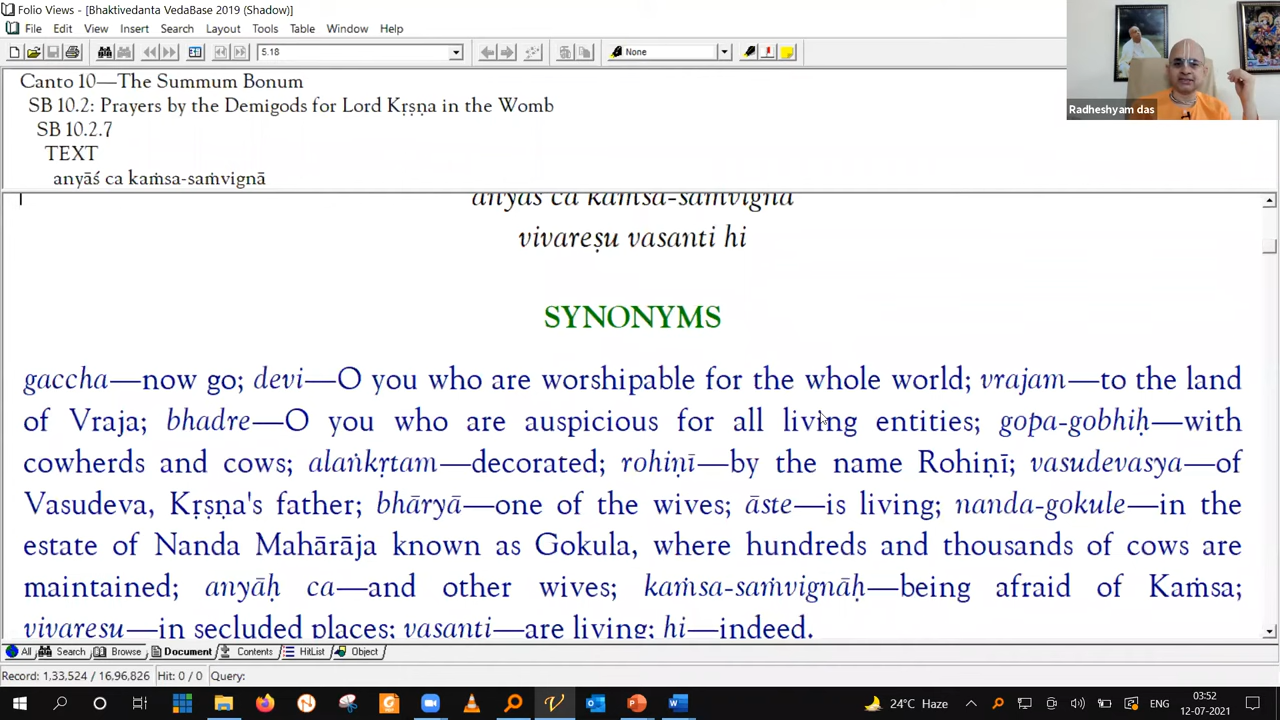 Folio Views - [Bhaktivedanta VedaBase 2019 (Shadow)]
File Edit View Insert Search Layout Tools Table Window Help
5.18
None
Canto 10—The Summum Bonum
SB 10.2: Prayers by the Demigods for Lord Kṛṣṇa in the Womb
SB 10.2.7
TEXT
anyāś ca kaṁsa-saṁvignā
Radheshyam das
anyāś ca kaṁsa-saṁvignā
vivareṣu vasanti hi
SYNONYMS
gaccha—now go; devi—O you who are worshipable for the whole world; vrajam—to the land
of Vraja; bhadre—O you who are auspicious for all living entities; gopa-gobhiḥ—with
cowherds and cows; alaṅkṛtam—decorated; rohiṇī—by the name Rohiṇī; vasudevasya—of
Vasudeva, Kṛṣṇa's father; bhāryā—one of the wives; āste—is living; nanda-gokule—in the
estate of Nanda Mahārāja known as Gokula, where hundreds and thousands of cows are
maintained; anyāḥ ca—and other wives; kaṁsa-saṁvignāḥ—being afraid of Kaṁsa;
vivaresu—in secluded places; vasanti—are living; hi—indeed.
All Search Browse Document Contents HitList Object
Record: 1,33,524 / 16,96,826 Hit: 0 / 0 Query:
24°C Haze
ENG
03:52
12-07-2021